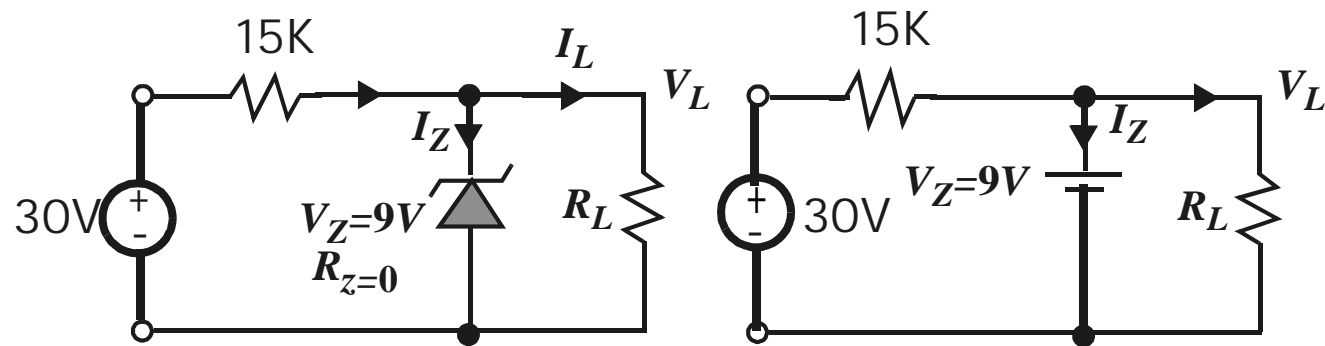 15K
I_L
V_L
I_Z
30V
+
-
V_Z=9V
R_z=0
R_L
15K
V_L
I_Z
V_Z=9V
+
-
30V
R_L